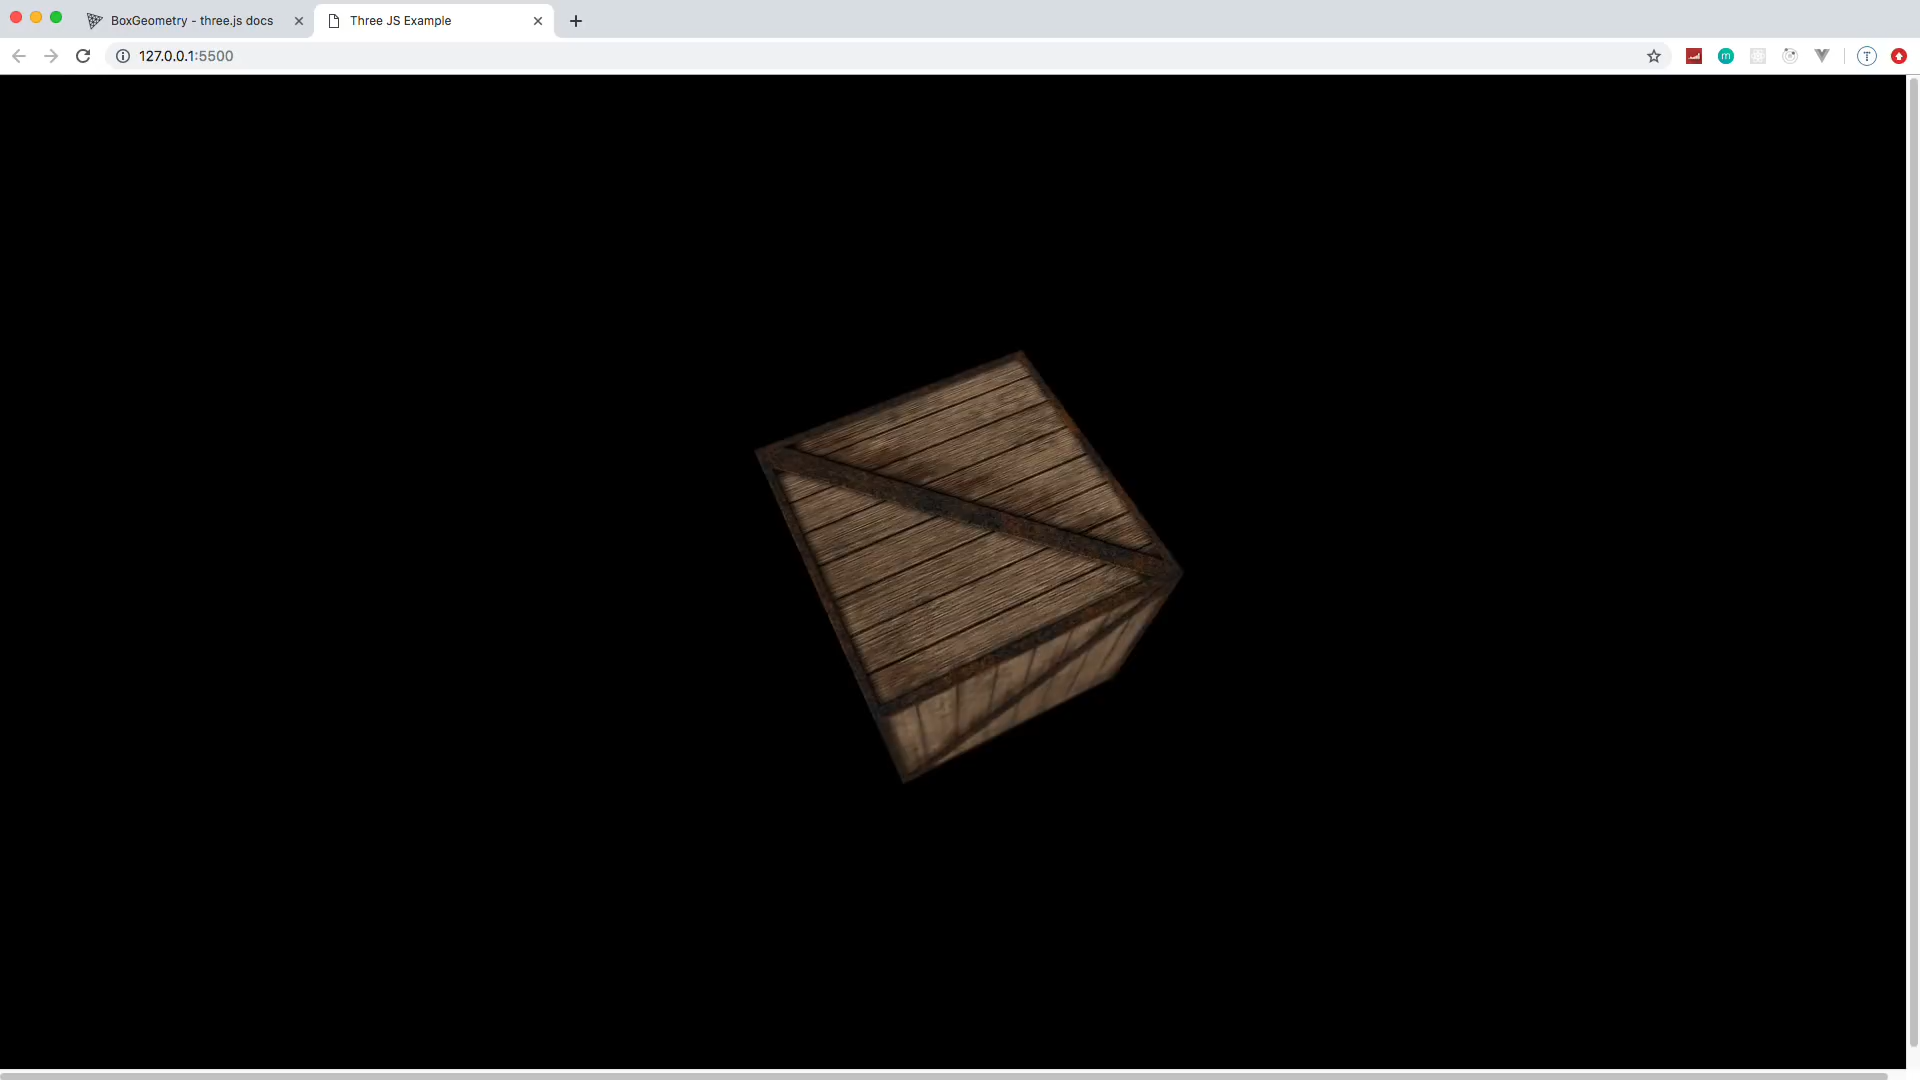 BoxGeometry - three.js docs
Three JS Example
127.0.0.1:5500
m
T